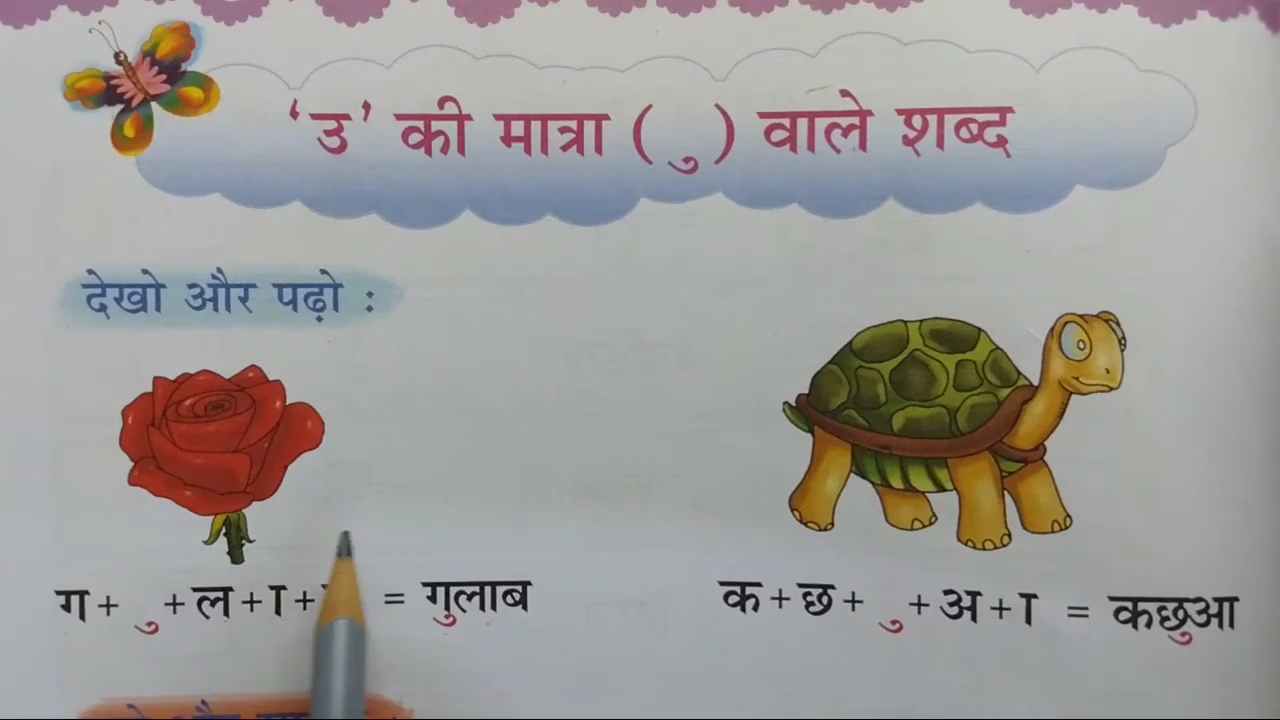 ‘उ’ की मात्रा ( ु ) वाले शब्द
देखो और पढ़ो :
ग + ु + ल + ा + = गुलाब
क + छ + ु + अ + ा = कछुआ